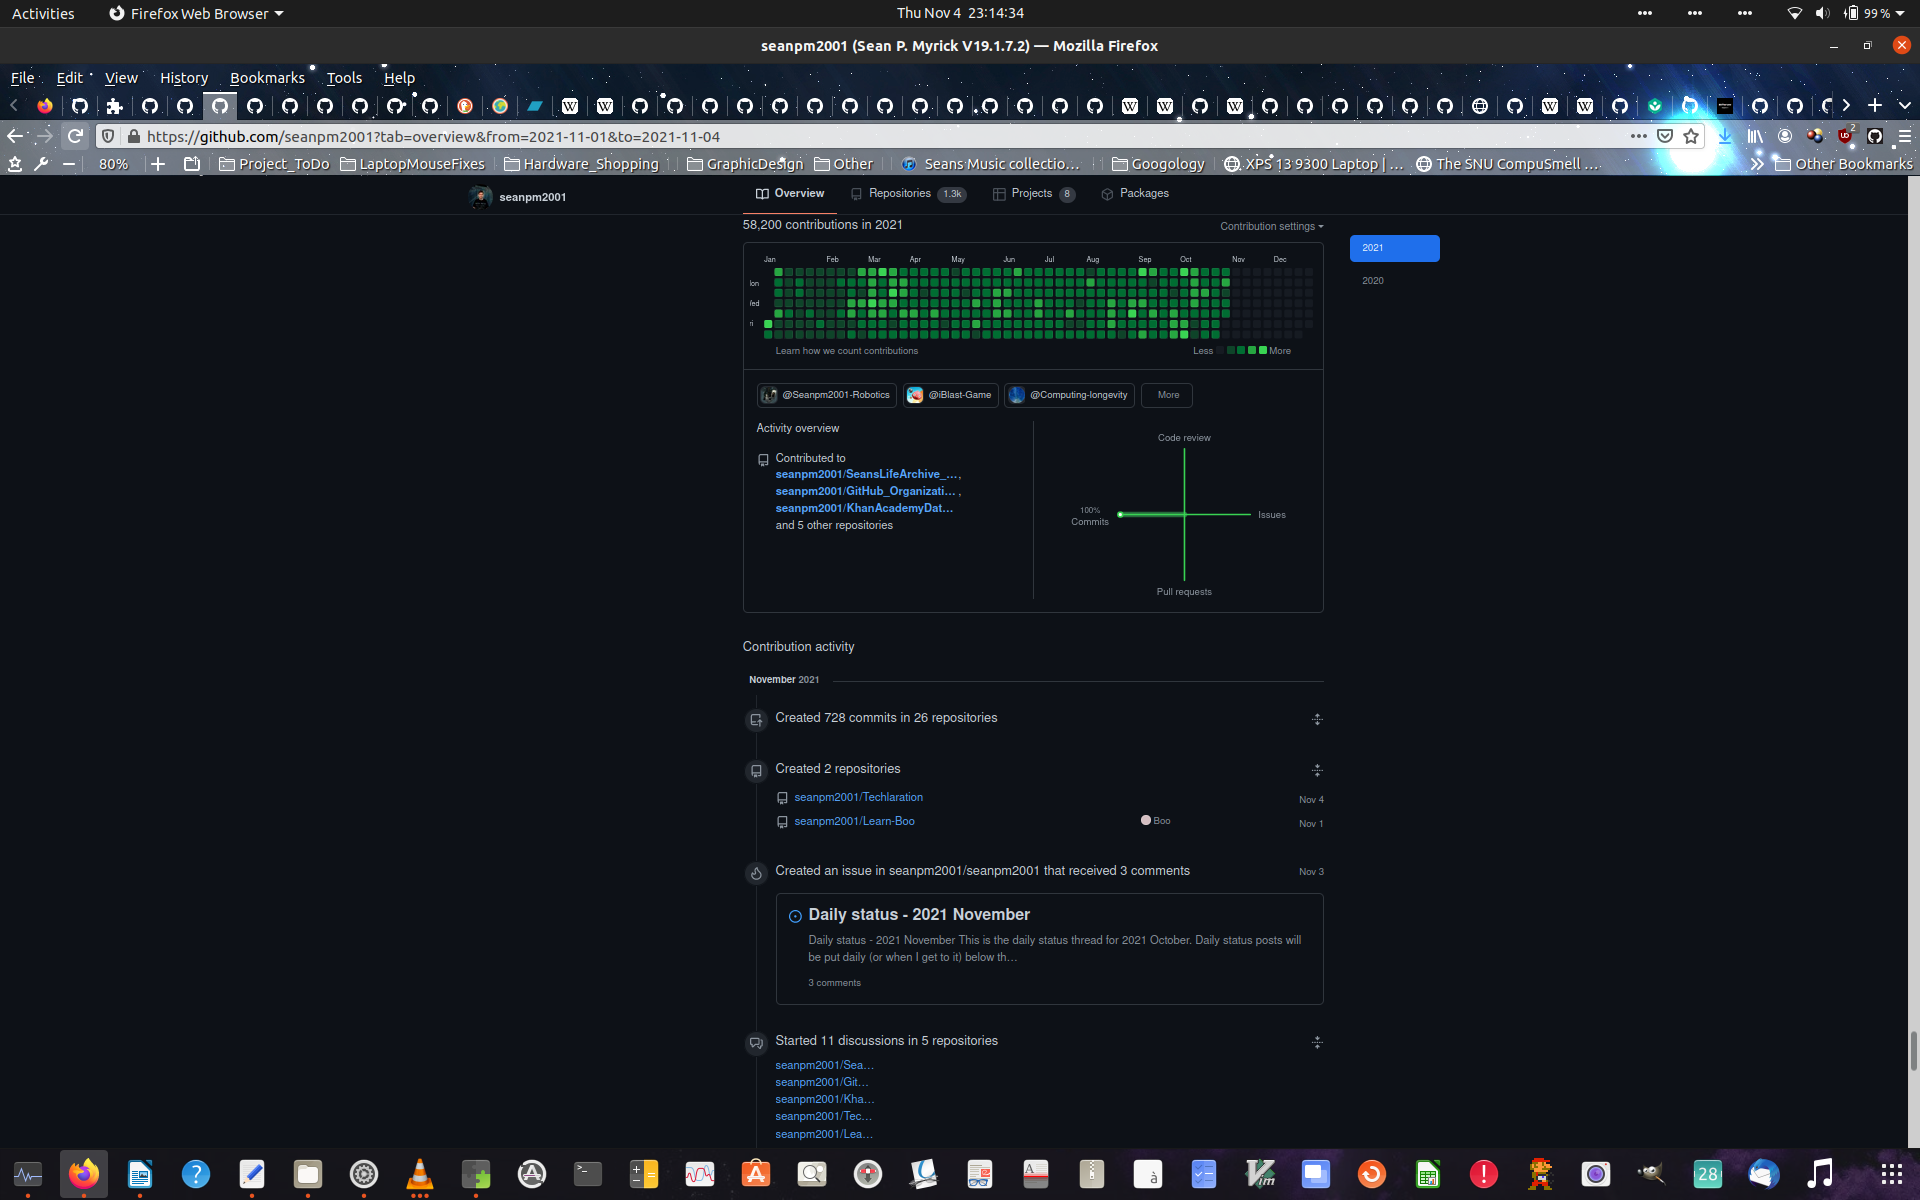 Activities
Firefox Web Browser
Thu Nov 4 23:14:34
99 %
seanpm2001 (Sean P. Myrick V19.1.7.2) — Mozilla Firefox
File Edit View History Bookmarks Tools Help
https://github.com/seanpm2001?tab=overview&from=2021-11-01&to=2021-11-04
2
80% Project_ToDo LaptopMouseFixes Hardware_Shopping GraphicDesign Other Seans Music collectio… Googology XPS 13 9300 Laptop | … The SNU CompuSmell … Other Bookmarks
seanpm2001
Overview Repositories 1.3k Projects 8 Packages
58,200 contributions in 2021
Contribution settings
2021
2020
Jan Feb Mar Apr May Jun Jul Aug Sep Oct Nov Dec
lon
Wed
ri
Learn how we count contributions
Less More
@Seanpm2001-Robotics @iBlast-Game @Computing-longevity More
Activity overview
Contributed to
seanpm2001/SeansLifeArchive_…,
seanpm2001/GitHub_Organizati… ,
seanpm2001/KhanAcademyDat…
and 5 other repositories
Code review
100%
Commits
Issues
Pull requests
Contribution activity
November 2021
Created 728 commits in 26 repositories
Created 2 repositories
seanpm2001/Techlaration Nov 4
seanpm2001/Learn-Boo Boo Nov 1
Created an issue in seanpm2001/seanpm2001 that received 3 comments Nov 3
Daily status - 2021 November
Daily status - 2021 November This is the daily status thread for 2021 October. Daily status posts will
be put daily (or when I get to it) below th…
3 comments
Started 11 discussions in 5 repositories
seanpm2001/Sea…
seanpm2001/Git…
seanpm2001/Kha…
seanpm2001/Tec…
seanpm2001/Lea…
28